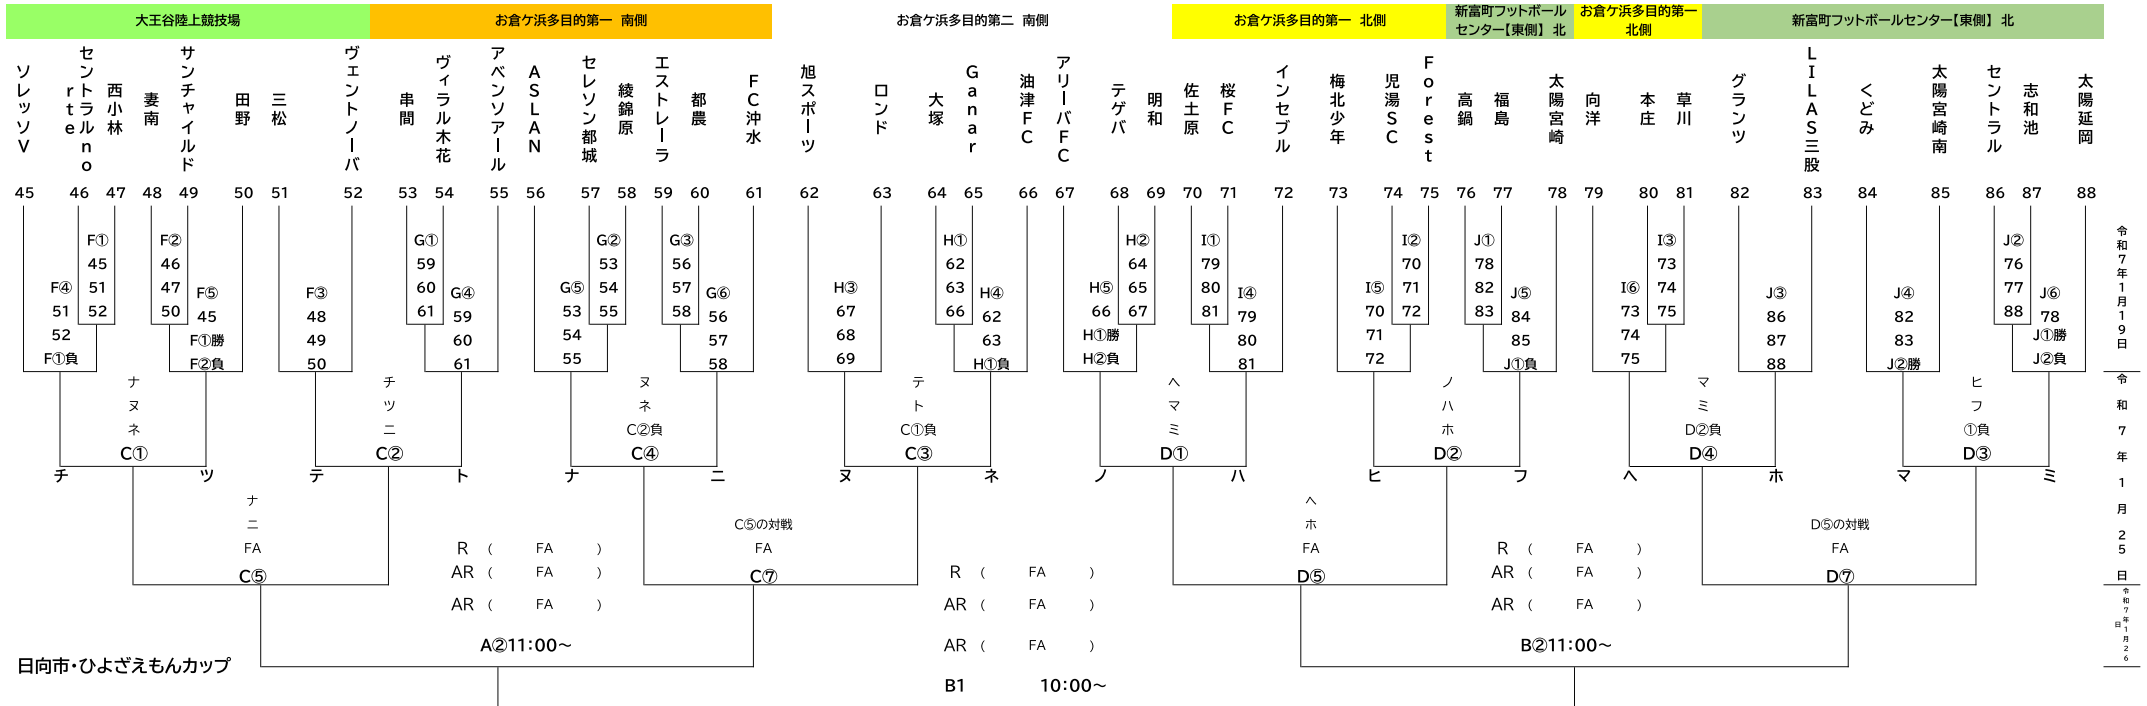 大王谷陸上競技場
お倉ケ浜多目的第一 南側
お倉ケ浜多目的第二 南側
お倉ケ浜多目的第一 北側
新富町フットボール
センター【東側】 北
お倉ケ浜多目的第一
北側
新富町フットボールセンター【東側】 北
ソレッソV
セントラルno
rte
西小林
妻南
サンチャイルド
田野
三松
ヴェントノーバ
串間
ヴィラル木花
アベンソアール
ASLAN
セレソン都城
綾錦原
エストレーラ
都農
FC沖水
旭スポーツ
ロンド
大塚
Ganar
油津FC
アリーバFC
テゲバ
明和
佐土原
桜FC
インセブル
梅北少年
児湯SC
Forest
高鍋
福島
太陽宮崎
向洋
本庄
草川
グランツ
LILAS三股
くどみ
太陽宮崎南
セントラル
志和池
太陽延岡
45 46 47 48 49 50 51 52 53 54 55 56 57 58 59 60 61 62 63 64 65 66 67 68 69 70 71 72 73 74 75 76 77 78 79 80 81 82 83 84 85 86 87 88
F①
45
51
52
F②
46
47
50
G①
59
60
61
G②
53
54
55
G③
56
57
58
H①
62
63
66
H②
64
65
67
I①
79
80
81
I②
70
71
72
J①
78
82
83
I③
73
74
75
J②
76
77
88
F④
51
52
F①負
F⑤
45
F①勝
F②負
F③
48
49
50
G④
59
60
61
G⑤
53
54
55
G⑥
56
57
58
H③
67
68
69
H④
62
63
H①負
H⑤
66
H①勝
H②負
I④
79
80
81
I⑤
70
71
72
J⑤
84
85
J①負
I⑥
73
74
75
J③
86
87
88
J④
82
83
J②勝
J⑥
78
J①勝
J②負
令和7年1月19日
ナ
ヌ
ネ
C①
チ
ツ
ニ
C②
ヌ
ネ
C②負
C④
テ
ト
C①負
C③
ヘ
マ
ミ
D①
ノ
ハ
ホ
D②
マ
ミ
D②負
D④
ヒ
フ
①負
D③
チ ツ テ ト ナ ニ ヌ ネ ノ ハ ヒ フ ヘ ホ マ ミ
令和7年1月25日
ナ
ニ
FA
C⑤
C⑤の対戦
FA
C⑦
ヘ
ホ
FA
D⑤
D⑤の対戦
FA
D⑦
R ( FA )
AR ( FA )
AR ( FA )
R ( FA )
AR ( FA )
AR ( FA )
R ( FA )
AR ( FA )
AR ( FA )
令和7年1月26日
A②11:00～
B②11:00～
日向市・ひよざえもんカップ
B1 10:00～